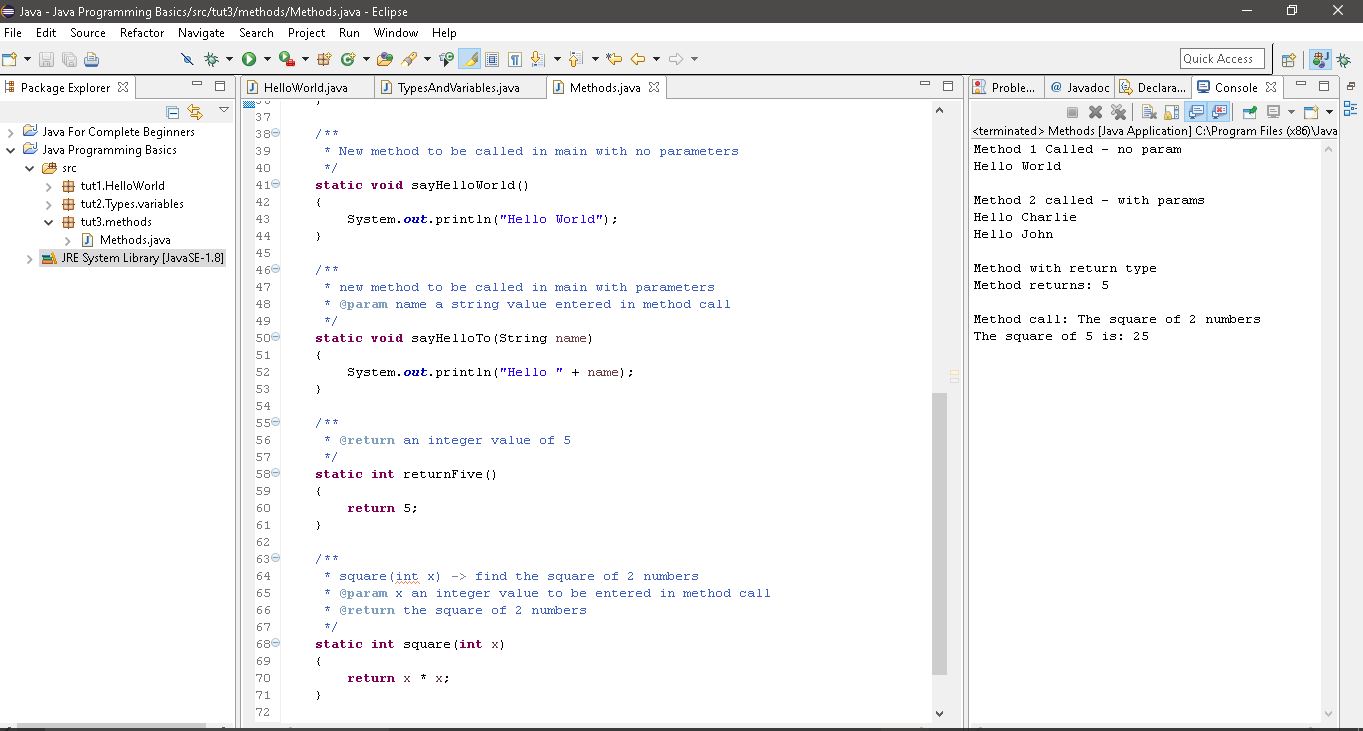 Java - Java Programming Basics/src/tut3/methods/Methods.java - Eclipse
File Edit Source Refactor Navigate Search Project Run Window Help
Quick Access
Package Explorer
Java For Complete Beginners
Java Programming Basics
src
tut1.HelloWorld
tut2.Types.variables
tut3.methods
Methods.java
JRE System Library [JavaSE-1.8]
HelloWorld.java TypesAndVariables.java Methods.java
36 }
37
38 /**
39 * New method to be called in main with no parameters
40 */
41 static void sayHelloWorld()
42 {
43 System.out.println("Hello World");
44 }
45
46 /**
47 * new method to be called in main with parameters
48 * @param name a string value entered in method call
49 */
50 static void sayHelloTo(String name)
51 {
52 System.out.println("Hello " + name);
53 }
54
55 /**
56 * @return an integer value of 5
57 */
58 static int returnFive()
59 {
60 return 5;
61 }
62
63 /**
64 * square(int x) -> find the square of 2 numbers
65 * @param x an integer value to be entered in method call
66 * @return the square of 2 numbers
67 */
68 static int square(int x)
69 {
70 return x * x;
71 }
72
Proble... @ Javadoc Declara... Console
<terminated> Methods [Java Application] C:\Program Files (x86)\Java
Method 1 Called - no param
Hello World
Method 2 called - with params
Hello Charlie
Hello John
Method with return type
Method returns: 5
Method call: The square of 2 numbers
The square of 5 is: 25